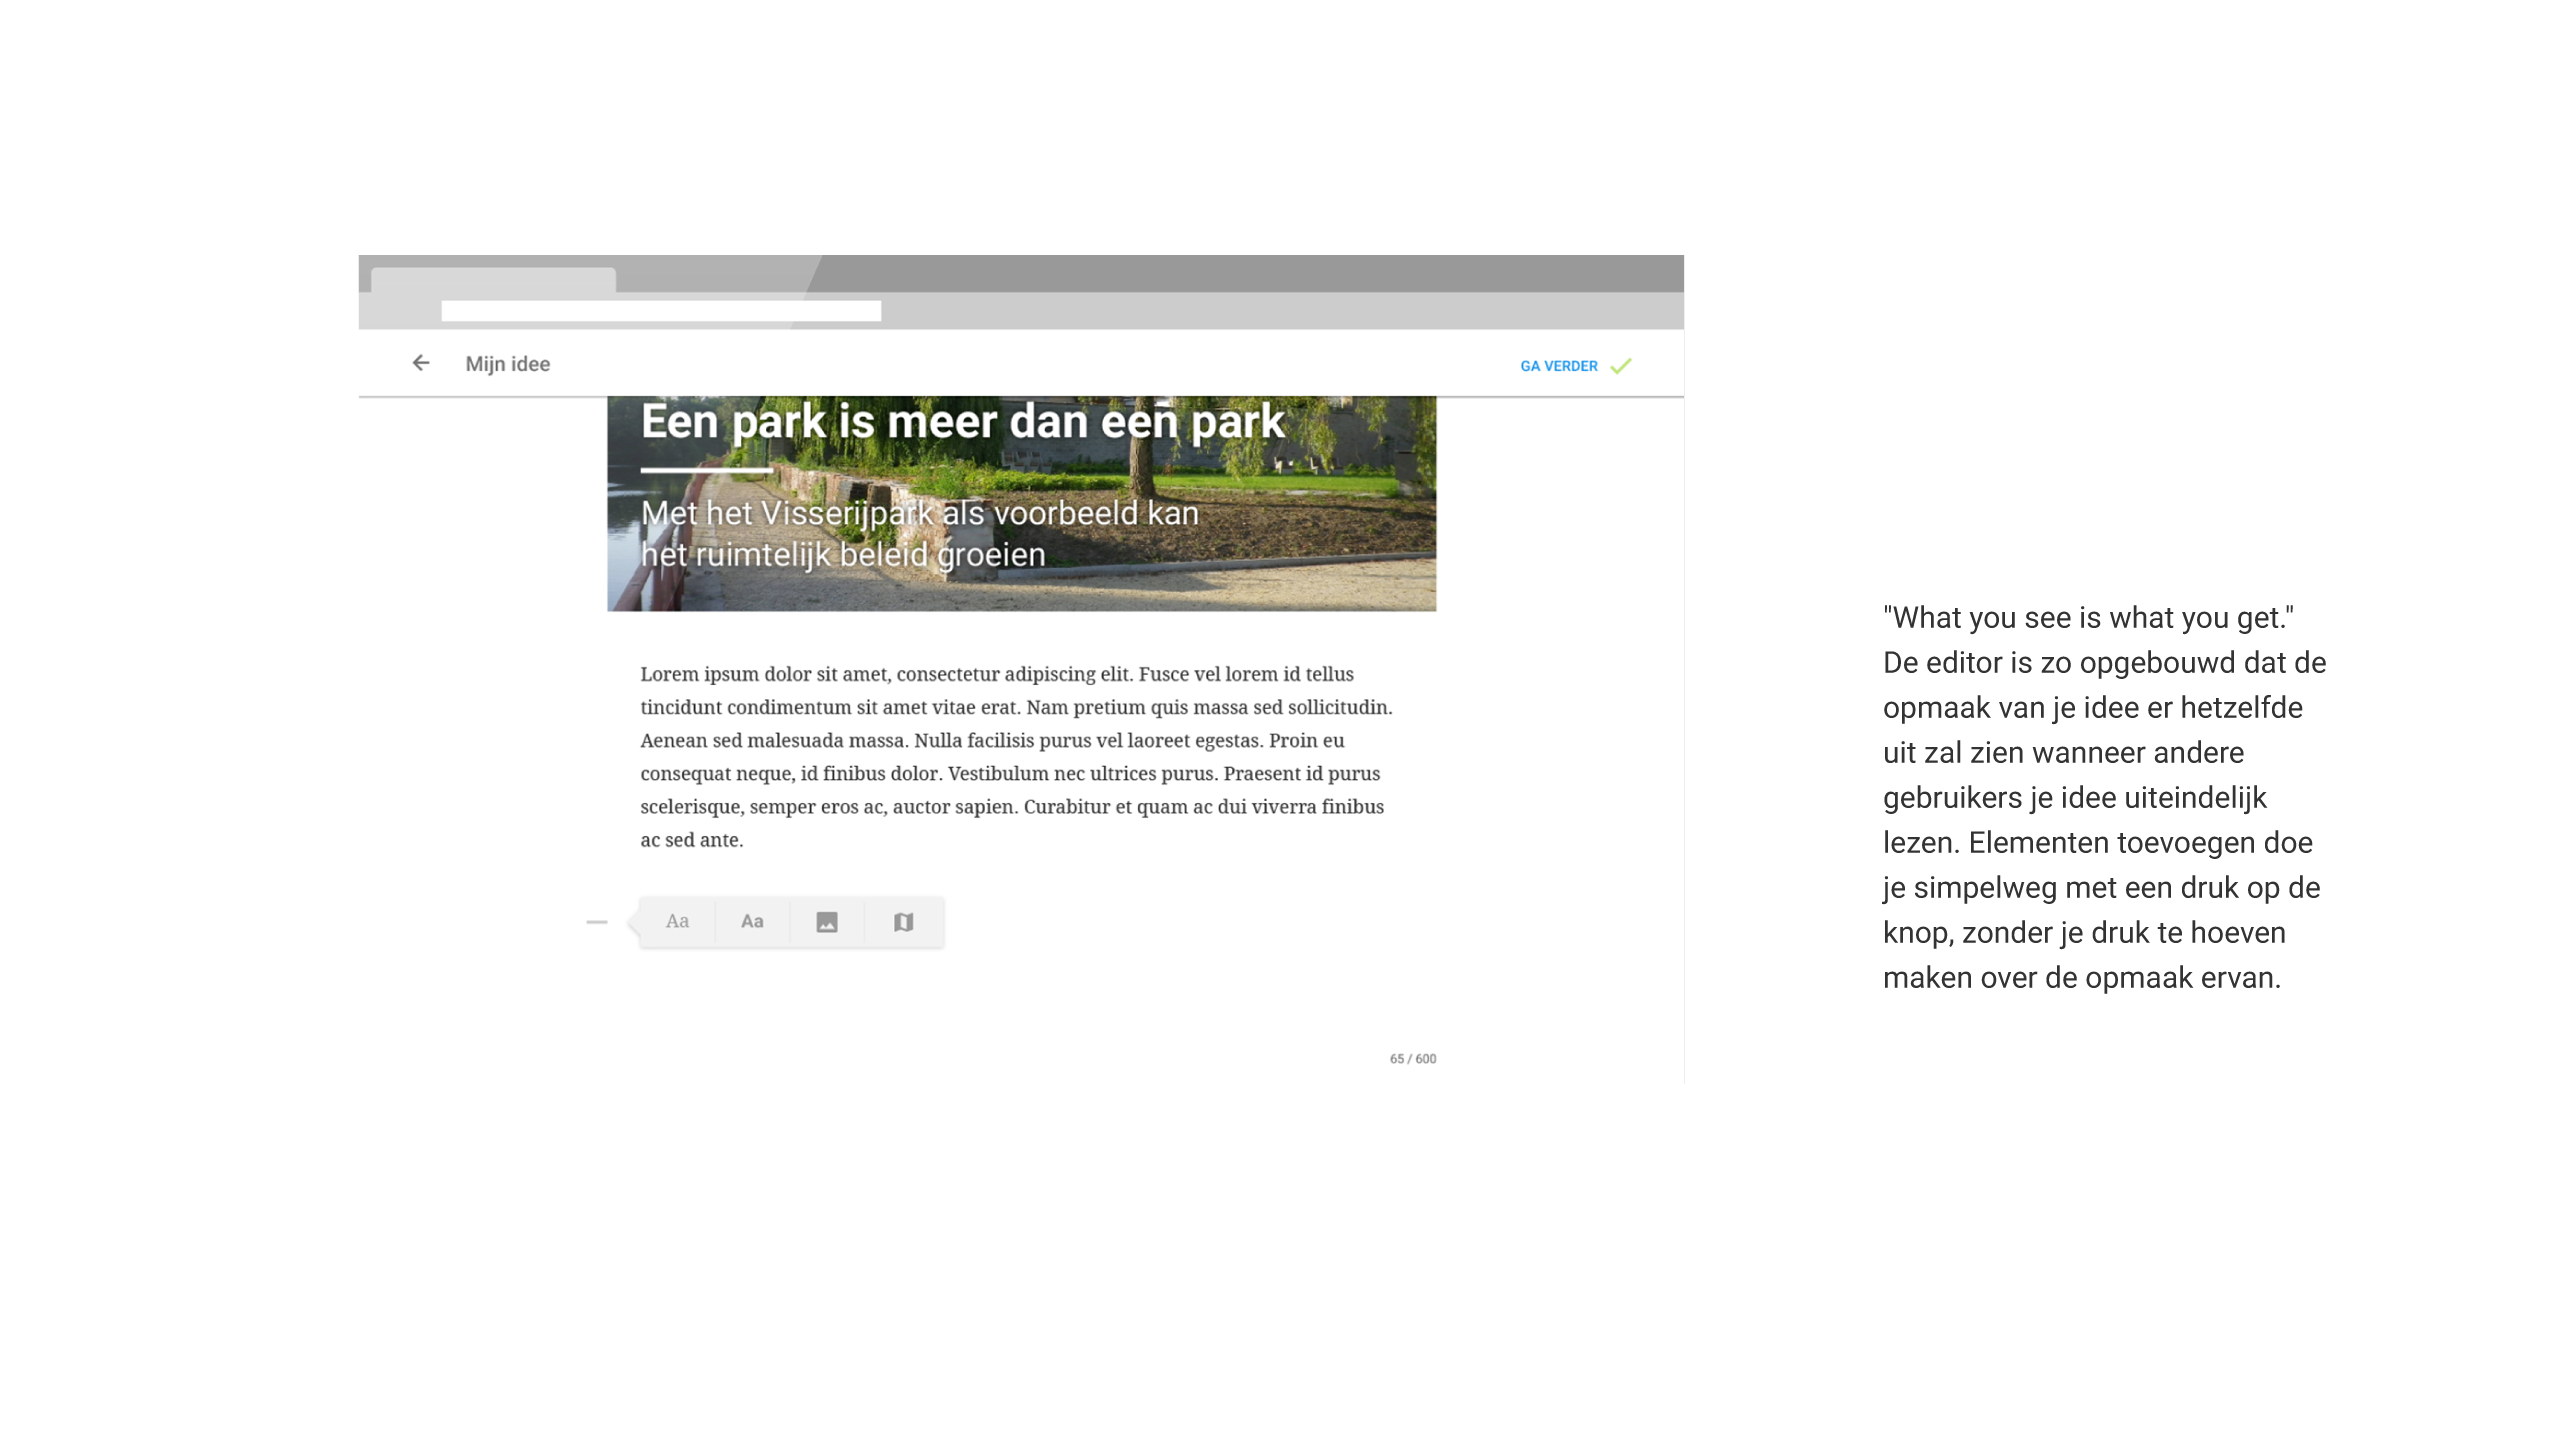 Mijn idee
GA VERDER
Een park is meer dan een park
Met het Visserijpark als voorbeeld kan
het ruimtelijk beleid groeien
Lorem ipsum dolor sit amet, consectetur adipiscing elit. Fusce vel lorem id tellus
tincidunt condimentum sit amet vitae erat. Nam pretium quis massa sed sollicitudin.
Aenean sed malesuada massa. Nulla facilisis purus vel laoreet egestas. Proin eu
consequat neque, id finibus dolor. Vestibulum nec ultrices purus. Praesent id purus
scelerisque, semper eros ac, auctor sapien. Curabitur et quam ac dui viverra finibus
ac sed ante.
Aa Aa
65 / 600
"What you see is what you get."
De editor is zo opgebouwd dat de
opmaak van je idee er hetzelfde
uit zal zien wanneer andere
gebruikers je idee uiteindelijk
lezen. Elementen toevoegen doe
je simpelweg met een druk op de
knop, zonder je druk te hoeven
maken over de opmaak ervan.